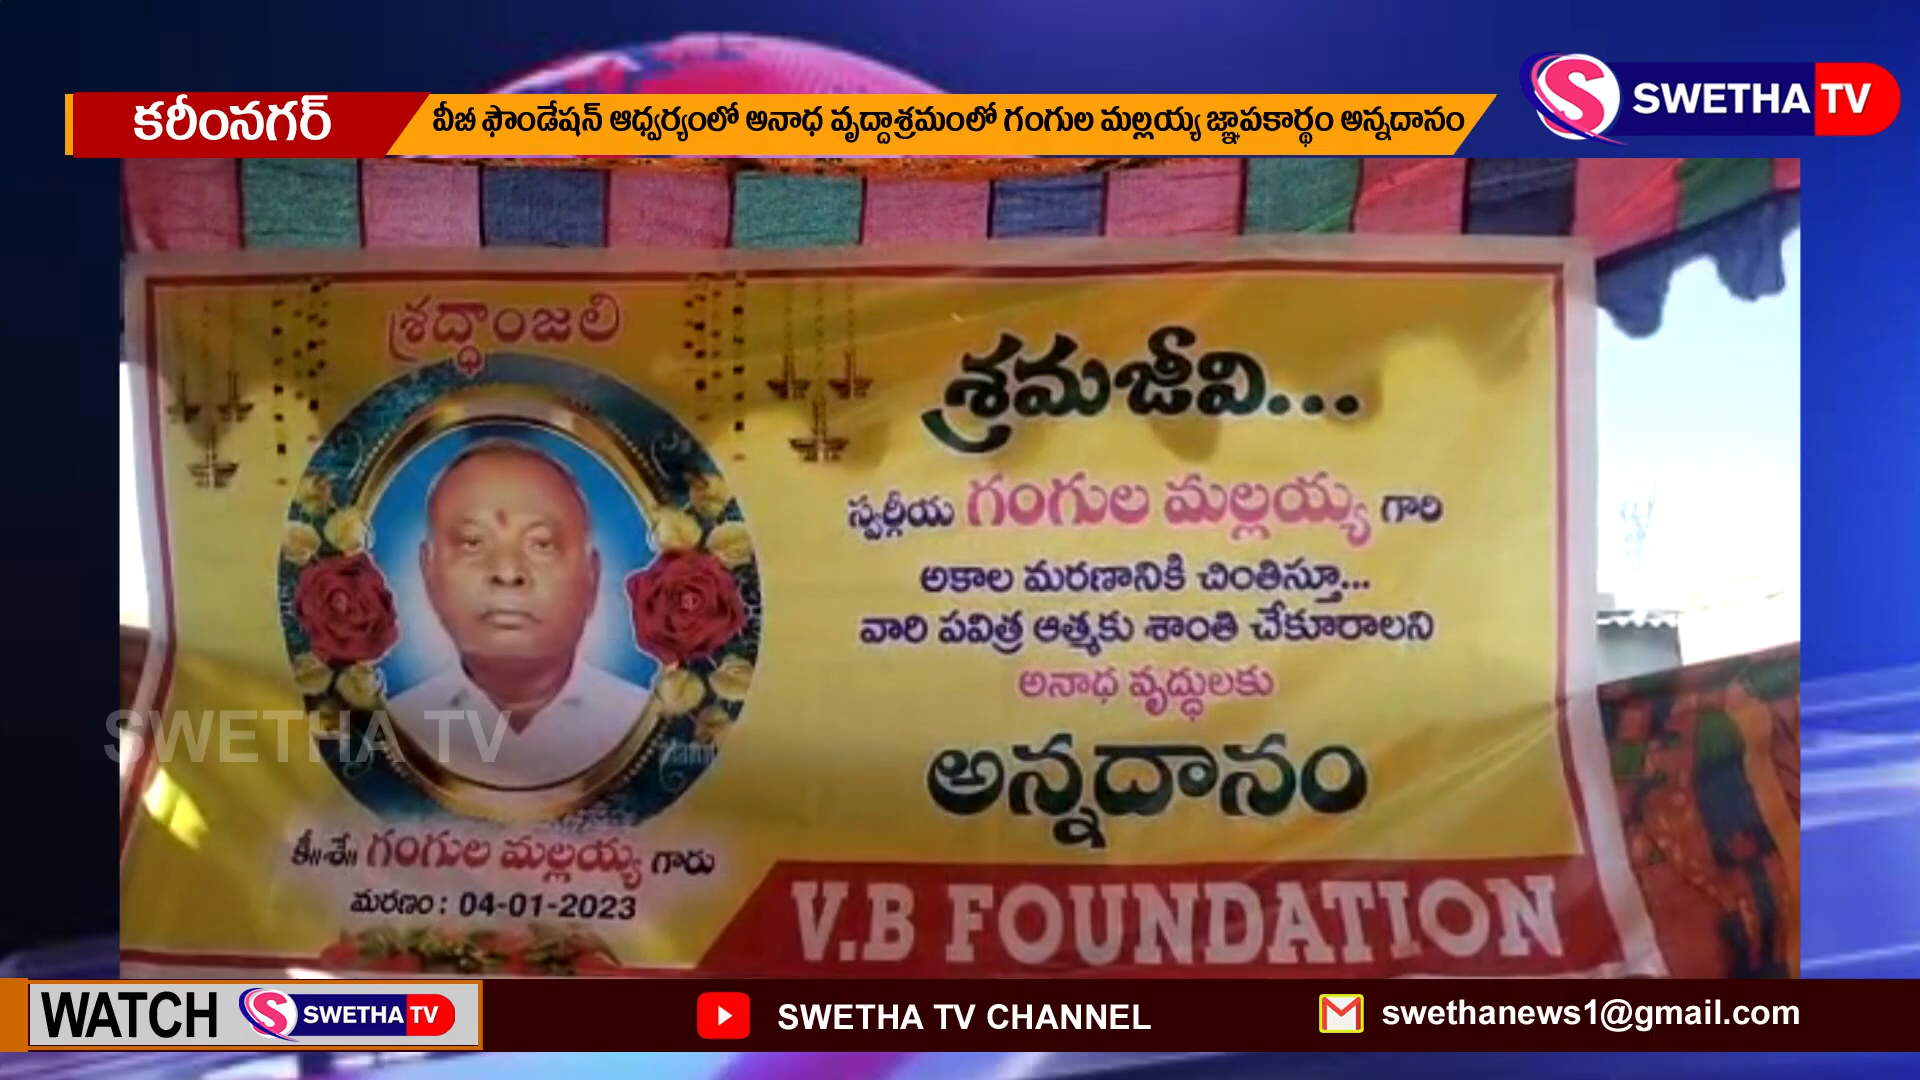 కరీంనగర్
వీబీ ఫౌండేషన్ ఆధ్వర్యంలో అనాధ వృద్దాశ్రమంలో గంగుల మల్లయ్య జ్ఞాపకార్థం అన్నదానం
S SWETHA TV
శ్రద్ధాంజలి
శ్రమజీవి...
స్వర్గీయ గంగుల మల్లయ్య గారి
అకాల మరణానికి చింతిస్తూ...
వారి పవిత్ర ఆత్మకు శాంతి చేకూరాలని
అనాధ వృద్ధులకు
అన్నదానం
SWETHA TV
కీ॥శే॥ గంగుల మల్లయ్య గారు
మరణం : 04-01-2023
V.B FOUNDATION
WATCH S SWETHA TV
SWETHA TV CHANNEL
swethanews1@gmail.com